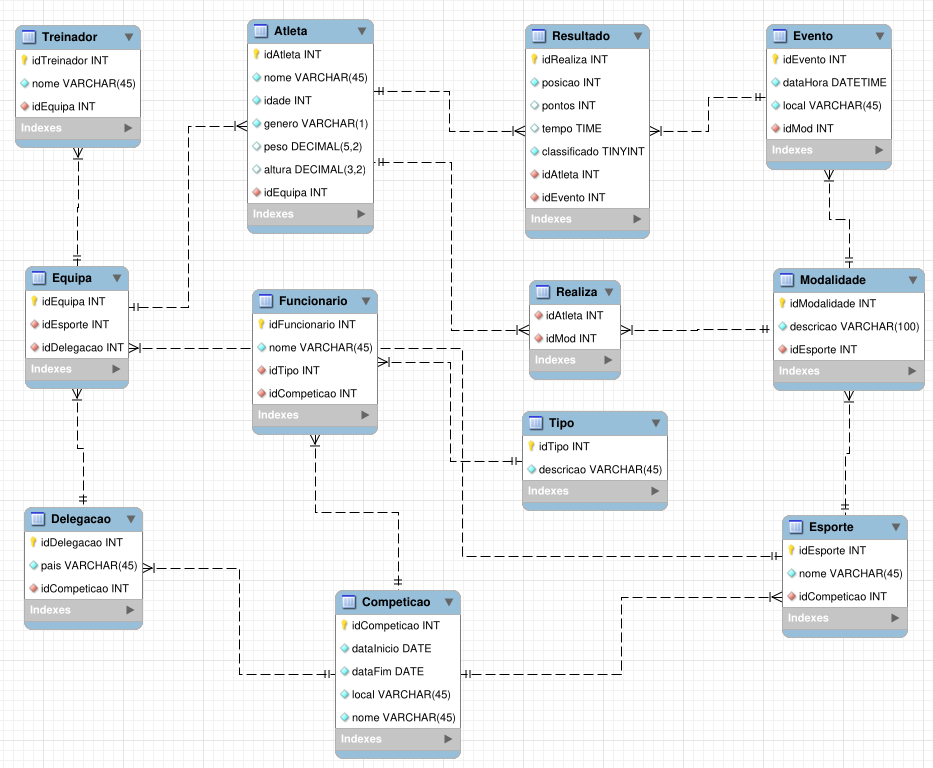 Treinador
idTreinador INT
nome VARCHAR(45)
idEquipa INT
Indexes
Atleta
idAtleta INT
nome VARCHAR(45)
idade INT
genero VARCHAR(1)
peso DECIMAL(5,2)
altura DECIMAL(3,2)
idEquipa INT
Indexes
Resultado
idRealiza INT
posicao INT
pontos INT
tempo TIME
classificado TINYINT
idAtleta INT
idEvento INT
Indexes
Evento
idEvento INT
dataHora DATETIME
local VARCHAR(45)
idMod INT
Indexes
Equipa
idEquipa INT
idEsporte INT
idDelegacao INT
Indexes
Funcionario
idFuncionario INT
nome VARCHAR(45)
idTipo INT
idCompeticao INT
Indexes
Realiza
idAtleta INT
idMod INT
Indexes
Modalidade
idModalidade INT
descricao VARCHAR(100)
idEsporte INT
Indexes
Tipo
idTipo INT
descricao VARCHAR(45)
Indexes
Delegacao
idDelegacao INT
pais VARCHAR(45)
idCompeticao INT
Indexes
Competicao
idCompeticao INT
dataInicio DATE
dataFim DATE
local VARCHAR(45)
nome VARCHAR(45)
Indexes
Esporte
idEsporte INT
nome VARCHAR(45)
idCompeticao INT
Indexes